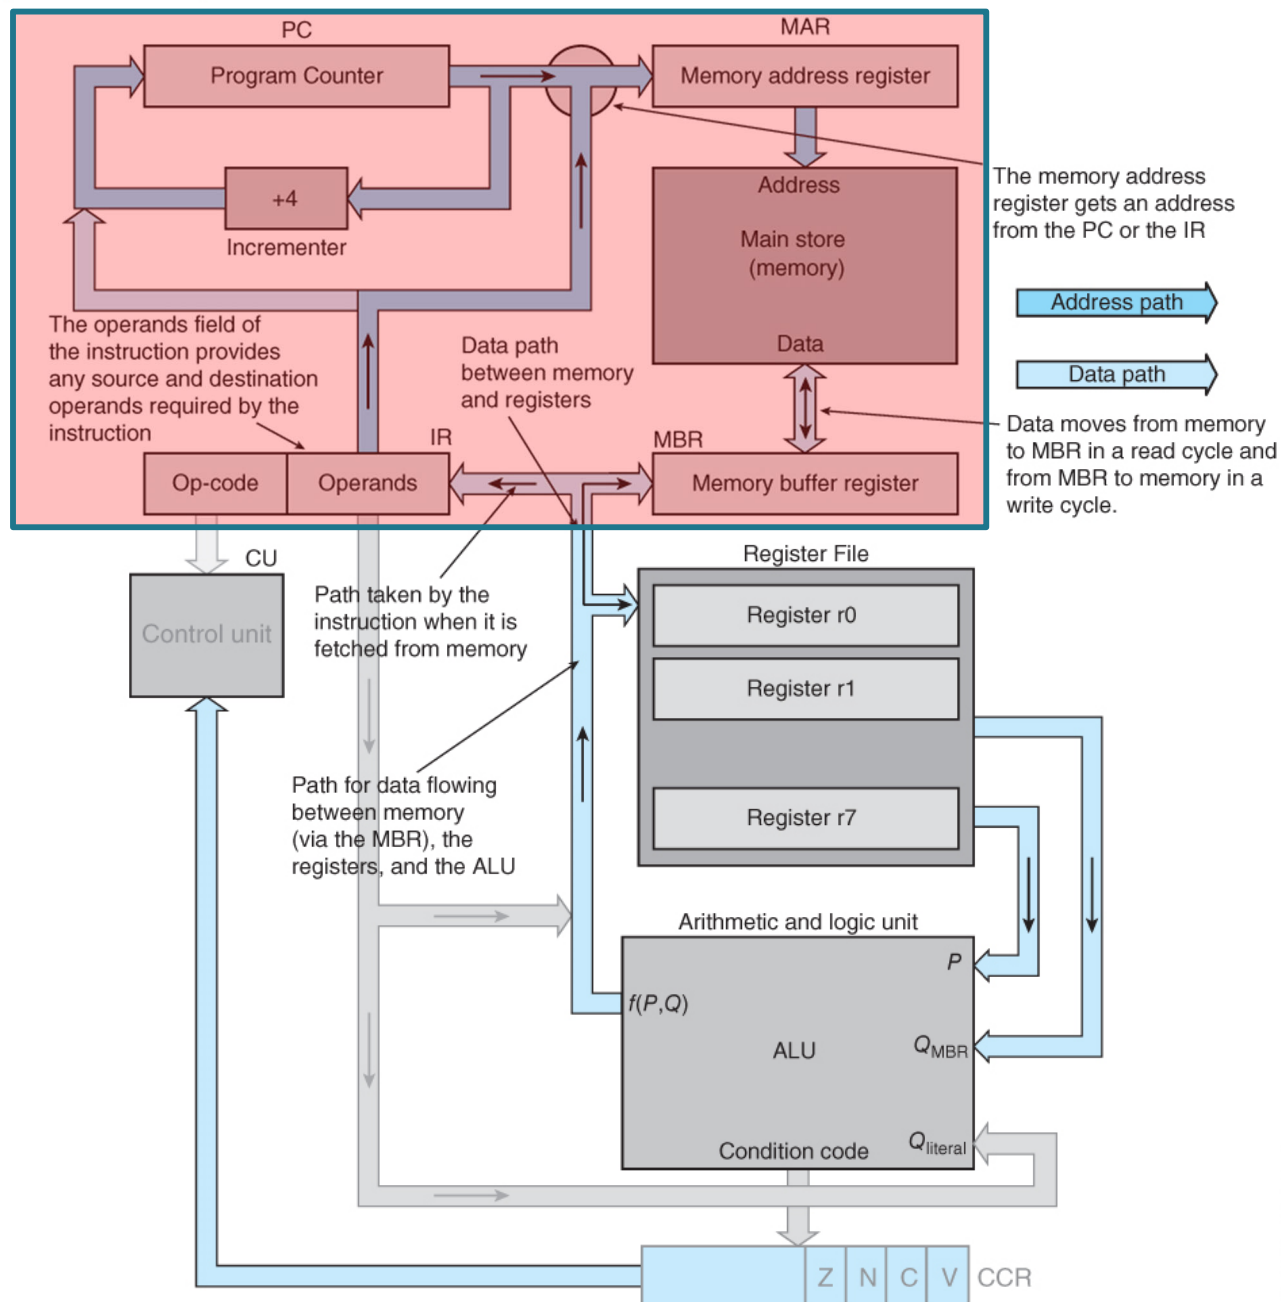 PC
MAR
Program Counter
Memory address register
The memory address
register gets an address
from the PC or the IR
+4
Incrementer
Address
Main store
(memory)
Data
Address path
Data path
The operands field of
the instruction provides
any source and destination
operands required by the
instruction
Data path
between memory
and registers
Data moves from memory
to MBR in a read cycle and
from MBR to memory in a
write cycle.
IR
MBR
Op-code
Operands
Memory buffer register
CU
Control unit
Path taken by the
instruction when it is
fetched from memory
Register File
Register r0
Register r1
Register r7
Path for data flowing
between memory
(via the MBR), the
registers, and the ALU
Arithmetic and logic unit
P
f(P,Q)
ALU
QMBR
Qliteral
Condition code
Z N C V CCR